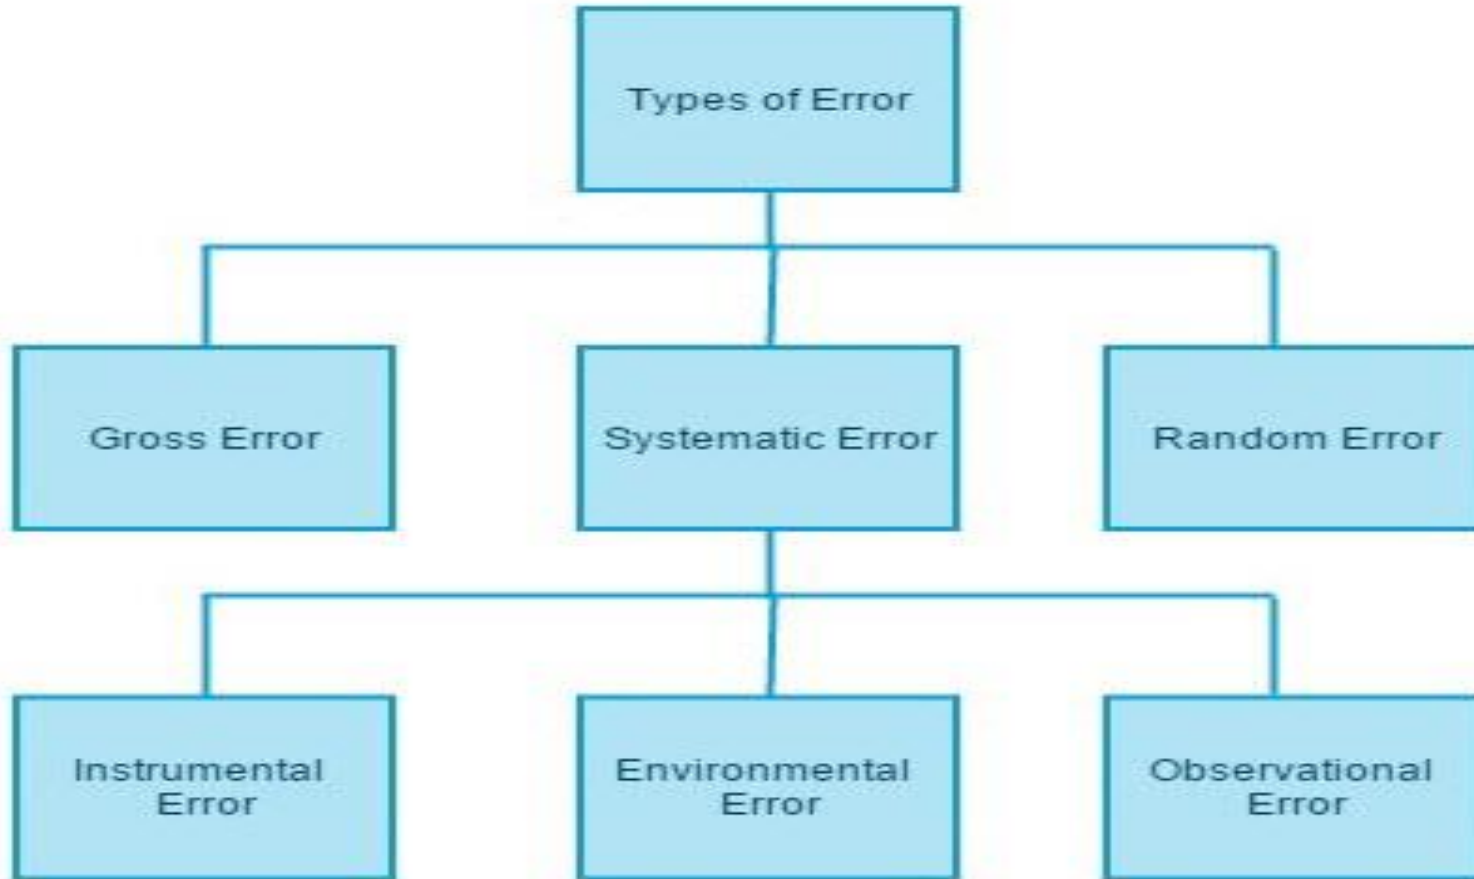 Types of Error
Gross Error
Systematic Error
Random Error
Instrumental
Error
Environmental
Error
Observational
Error